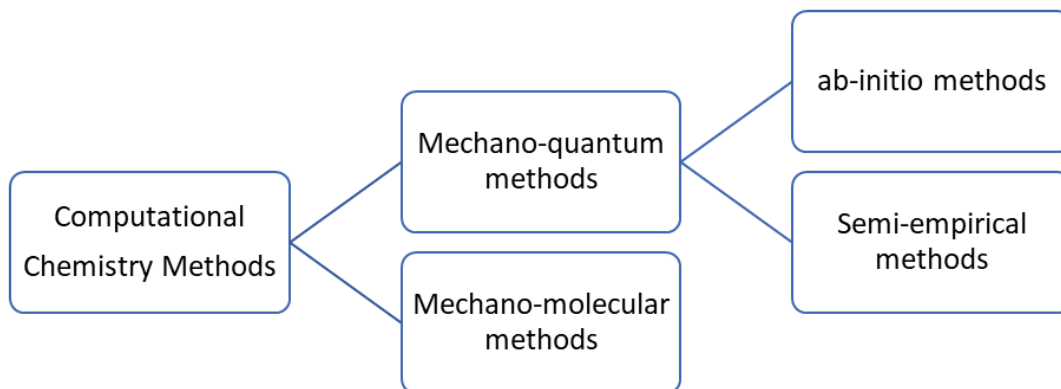 Computational
Chemistry Methods
Mechano-quantum
methods
Mechano-molecular
methods
ab-initio methods
Semi-empirical
methods